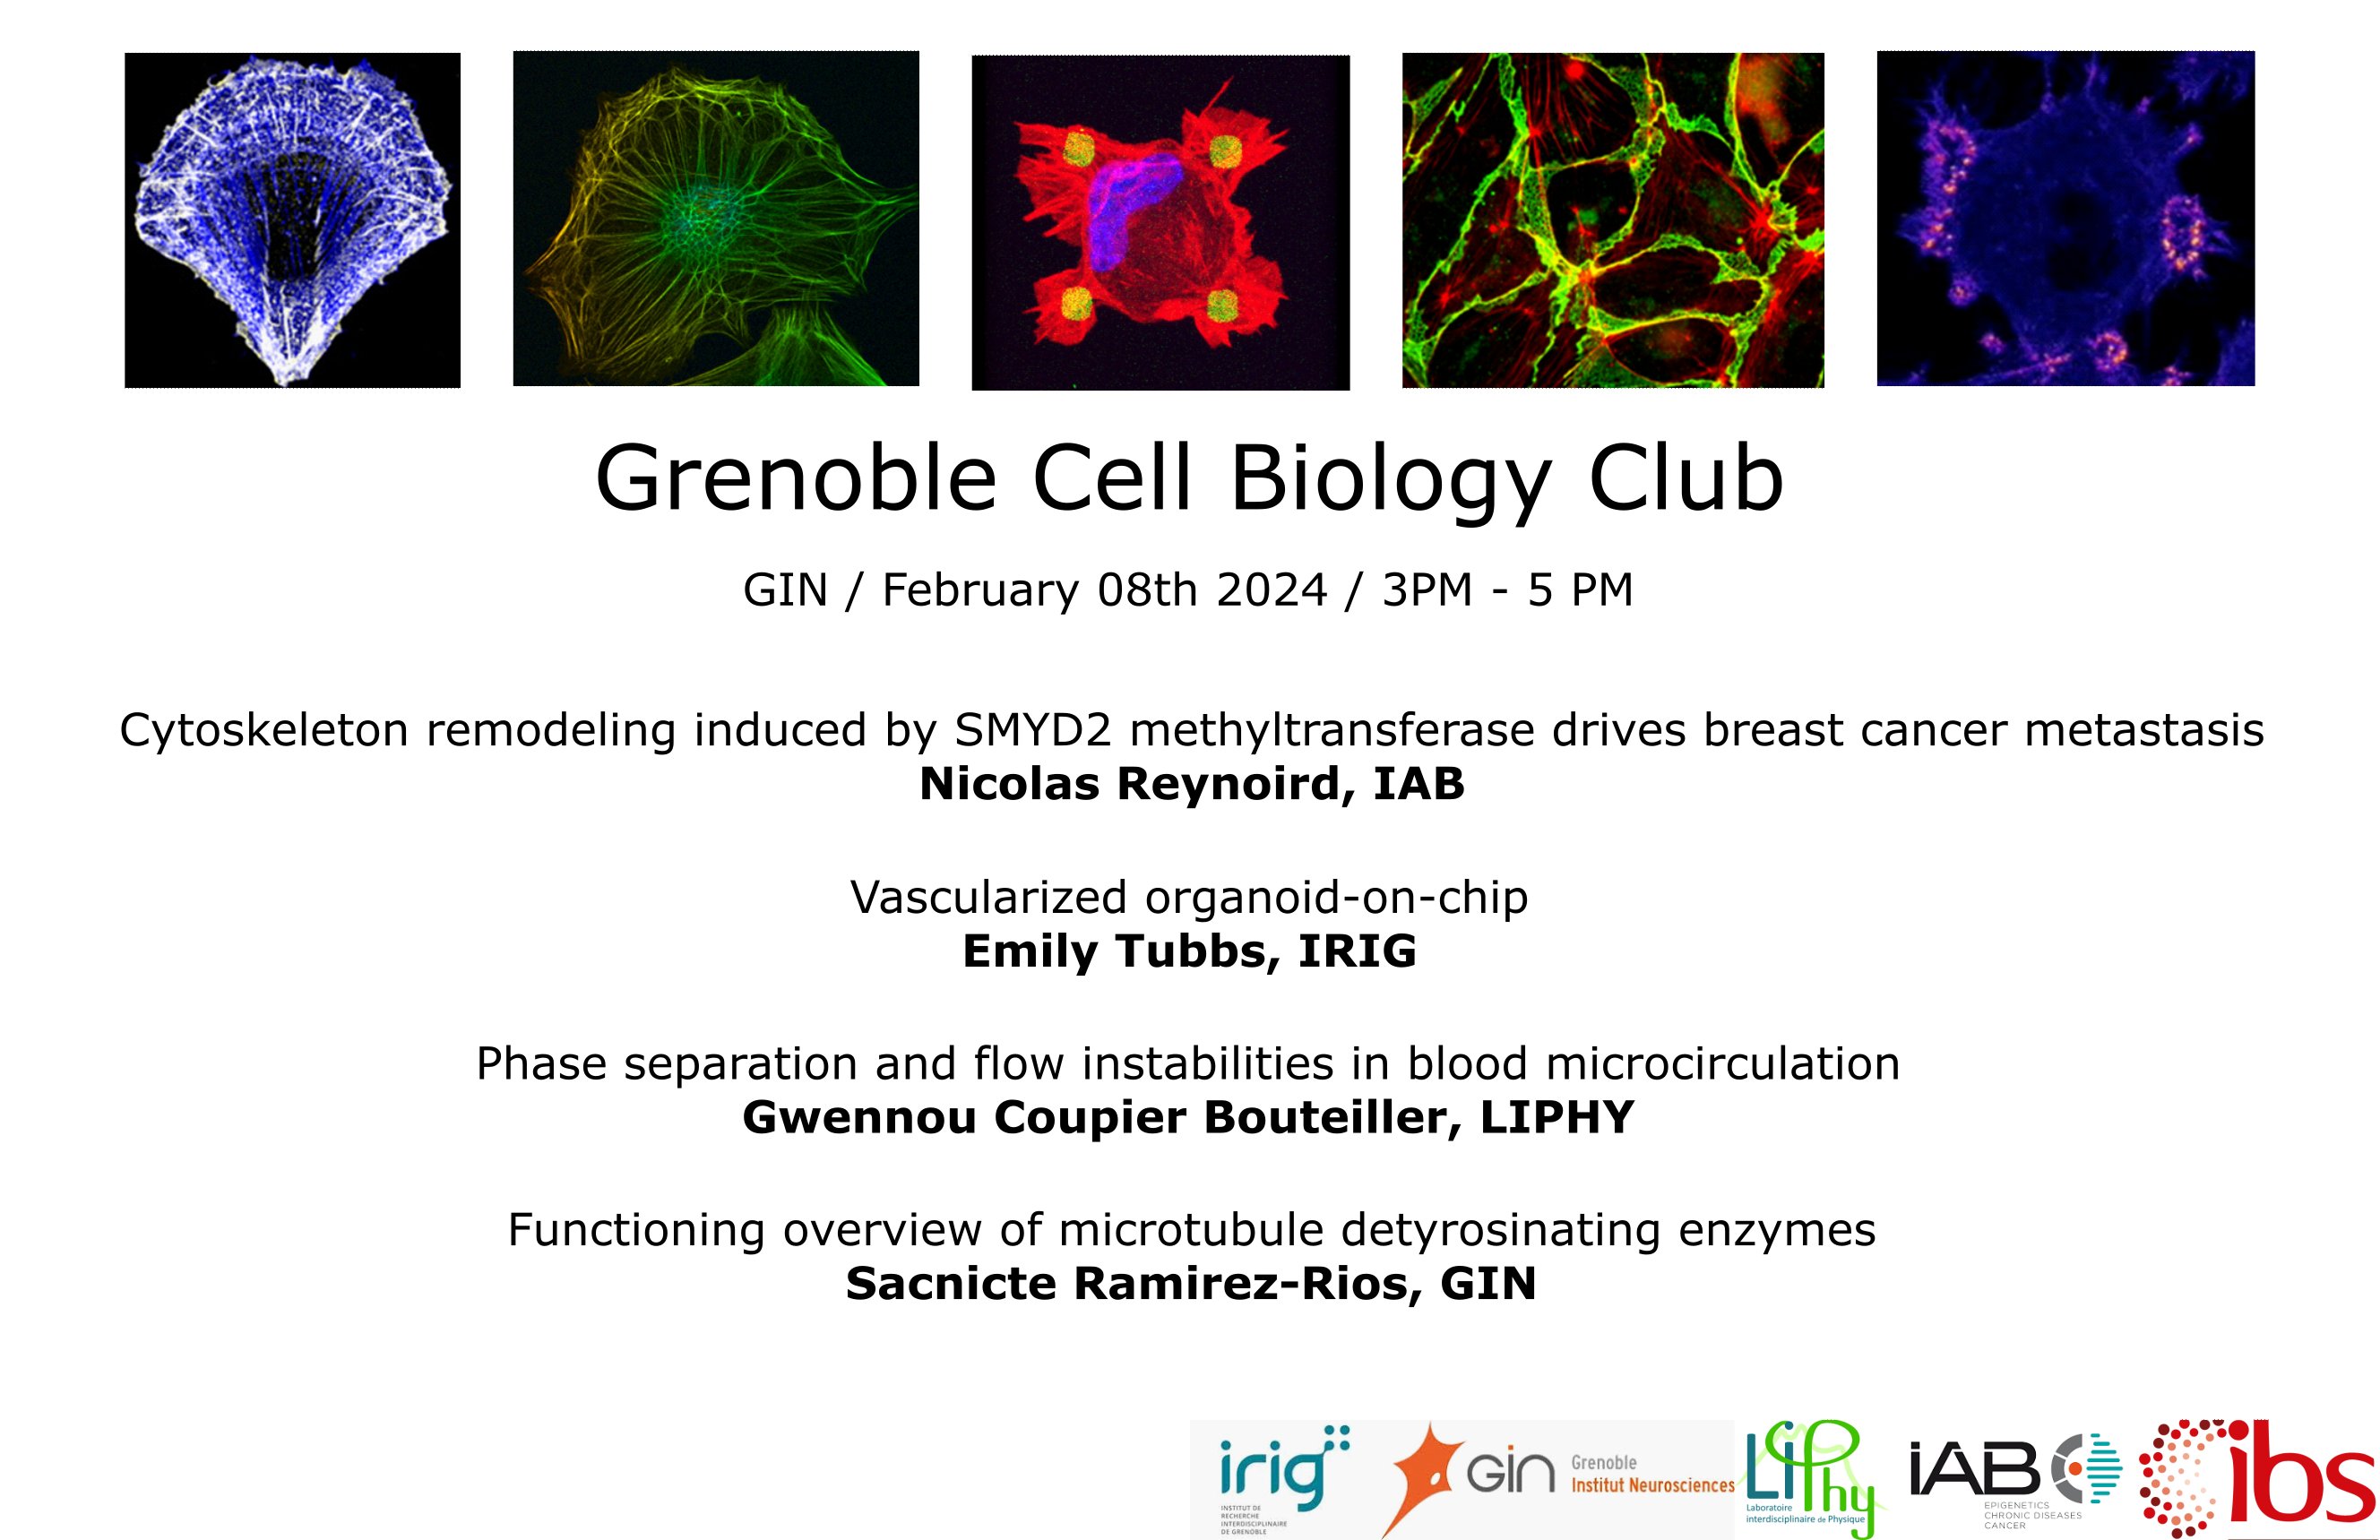 Grenoble Cell Biology Club
GIN / February 08th 2024 / 3PM - 5 PM
Cytoskeleton remodeling induced by SMYD2 methyltransferase drives breast cancer metastasis
Nicolas Reynoird, IAB
Vascularized organoid-on-chip
Emily Tubbs, IRIG
Phase separation and flow instabilities in blood microcirculation
Gwennou Coupier Bouteiller, LIPHY
Functioning overview of microtubule detyrosinating enzymes
Sacnicte Ramirez-Rios, GIN
irig
INSTITUT DE
RECHERCHE
INTERDISCIPLINAIRE
DE GRENOBLE
Gin
Grenoble
Institut Neurosciences
LiPhy
Laboratoire
interdisciplinaire de Physique
iAB
EPIGENETICS
CHRONIC DISEASES
CANCER
ibs